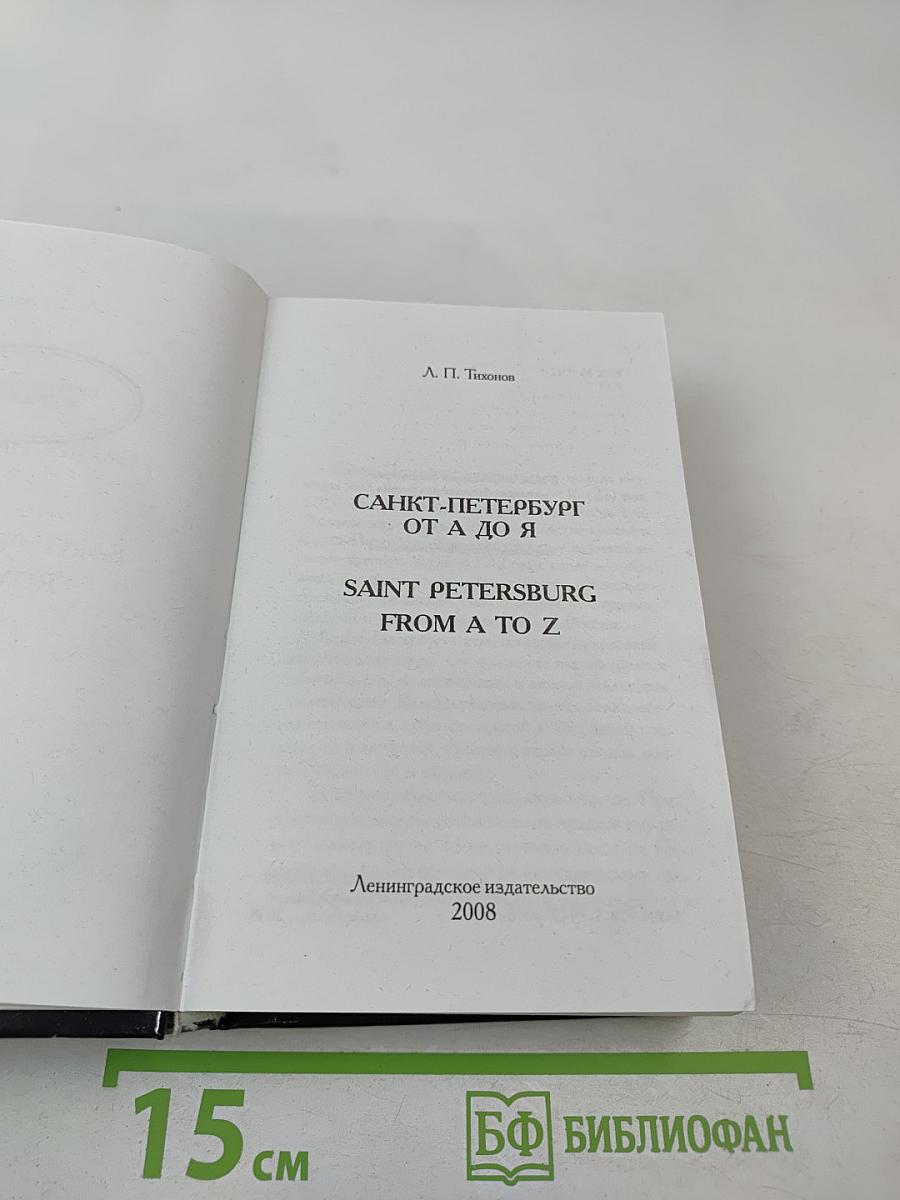 Л. П. Тихонов
САНКТ-ПЕТЕРБУРГ
ОТ А ДО Я
SAINT PETERSBURG
FROM A TO Z
Ленинградское издательство
2008
15 см
БФ БИБЛИОФАН